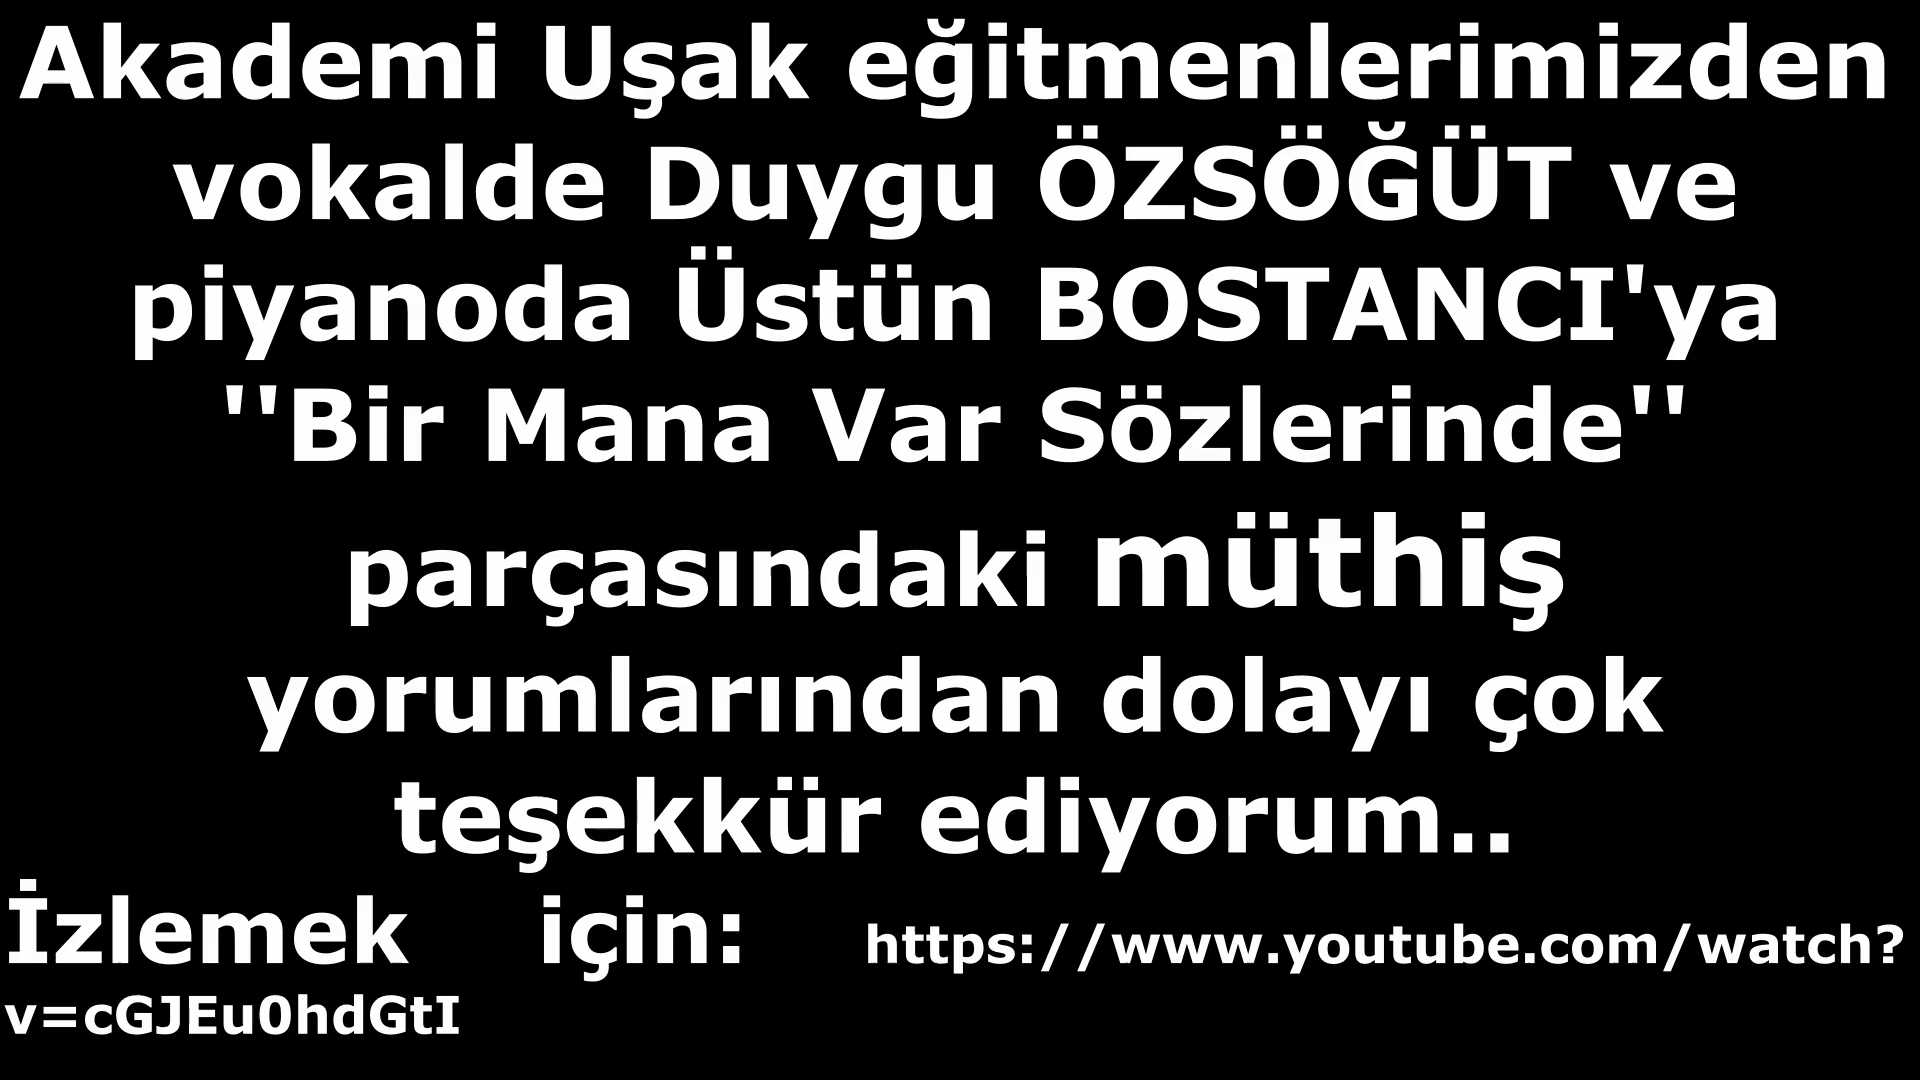 Akademi Uşak eğitmenlerimizden
vokalde Duygu ÖZSÖĞÜT ve
piyanoda Üstün BOSTANCI'ya
''Bir Mana Var Sözlerinde''
parçasındaki müthiş
yorumlarından dolayı çok
teşekkür ediyorum..
İzlemek için: https://www.youtube.com/watch?
v=cGJEu0hdGtI